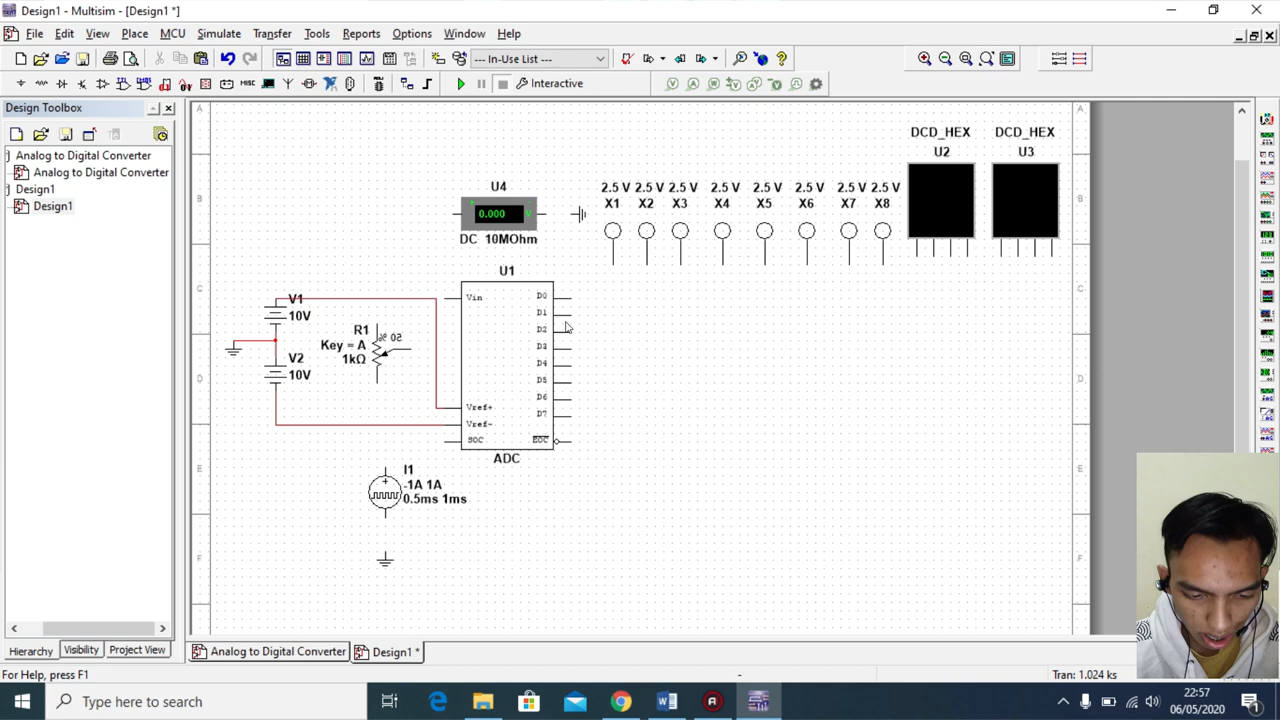 Design1 - Multisim - [Design1 *]
File Edit View Place MCU Simulate Transfer Tools Reports Options Window Help
--- In-Use List ---
Interactive
Design Toolbox
Analog to Digital Converter
Analog to Digital Converter
Design1
Design1
Hierarchy Visibility Project View
A
A
B
B
C
C
D
D
E
E
F
F
DCD_HEX
U2
DCD_HEX
U3
2.5 V 2.5 V 2.5 V 2.5 V 2.5 V 2.5 V 2.5 V 2.5 V
X1 X2 X3 X4 X5 X6 X7 X8
U4
0.000 V
DC 10MOhm
U1
Vin
Vref+
Vref-
SOC
D0
D1
D2
D3
D4
D5
D6
D7
EOC
ADC
V1
10V
V2
10V
R1
50 %
Key = A
1kΩ
I1
-1A 1A
0.5ms 1ms
Analog to Digital Converter
Design1 *
For Help, press F1
-
Tran: 1.024 ks
Type here to search
22:57
06/05/2020